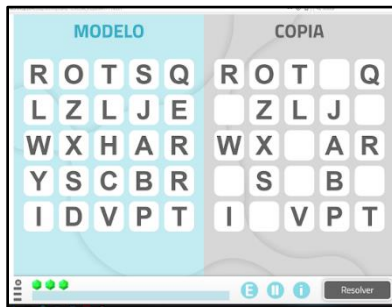 MODELO COPIA
R O T S Q R O T Q
L Z L J E Z L J
W X H A R W X A R
Y S C B R S B
I D V P T I V P T
E i Resolver